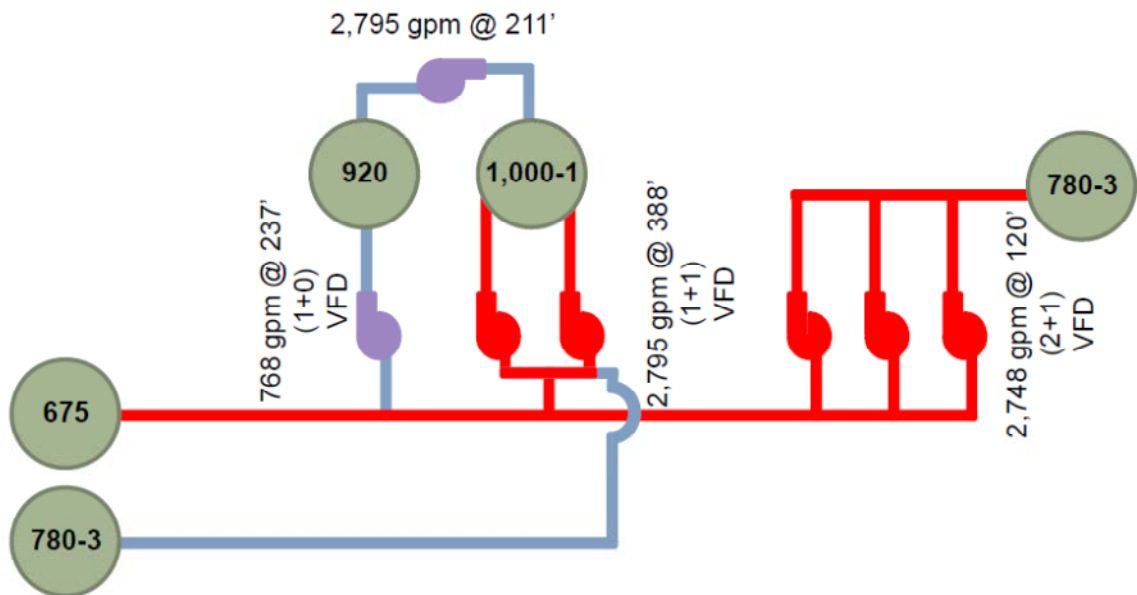 2,795 gpm @ 211’
920
1,000-1
780-3
768 gpm @ 237’
(1+0)
VFD
2,795 gpm @ 388’
(1+1)
VFD
2,748 gpm @ 120’
(2+1)
VFD
675
780-3